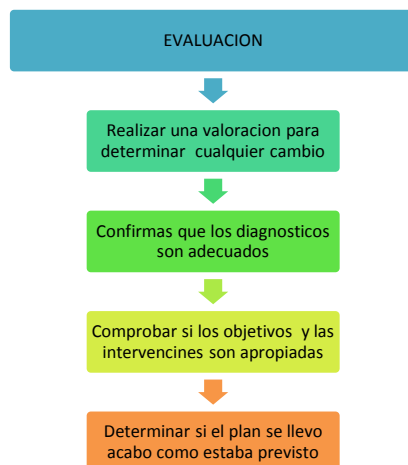 EVALUACION
Realizar una valoracion para
determinar cualquier cambio
Confirmas que los diagnosticos
son adecuados
Comprobar si los objetivos y las
intervencines son apropiadas
Determinar si el plan se llevo
acabo como estaba previsto